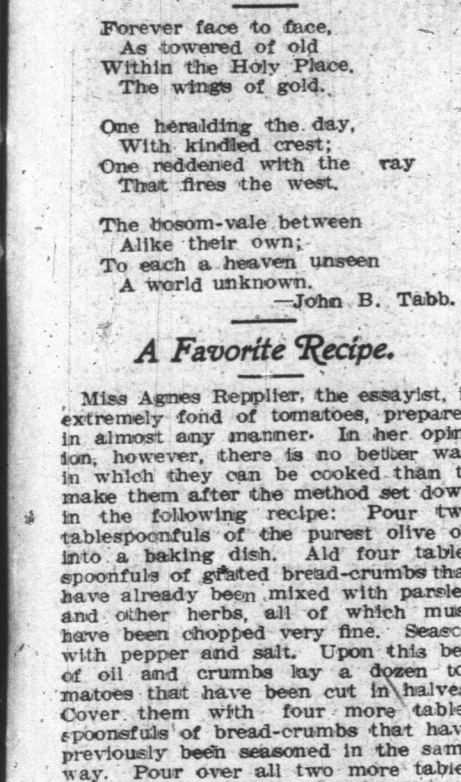 Forever face to face,
As towered of old
Within the Holy Place,
The wings of gold.
One heralding the day,
With kindled crest;
One reddened with the ray
That fires the west.
The bosom-vale between
Alike their own;
To each a heaven unseen
A world unknown.
—John B. Tabb.
A Favorite Recipe.
Miss Agnes Repplier, the essayist, i
extremely fond of tomatoes, prepare
in almost any manner. In her opin
ion, however, there is no better wa
in which they can be cooked than t
make them after the method set dow
in the following recipe: Pour tw
tablespoonfuls of the purest olive o
into a baking dish. Ald four table
spoonfuls of grated bread-crumbs tha
have already been mixed with parsle
and other herbs, all of which mus
have been chopped very fine. Seaso
with pepper and salt. Upon this be
of oil and crumbs lay a dozen to
matoes that have been cut in halves
Cover them with four more table
spoonsfuls of bread-crumbs that hav
previously been seasoned in the sam
way. Pour over all two more table